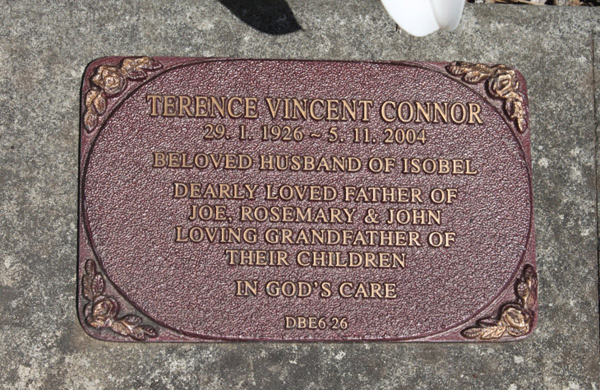 TERENCE VINCENT CONNOR
29. 1. 1926 ~ 5. 11. 2004
BELOVED HUSBAND OF ISOBEL
DEARLY LOVED FATHER OF
JOE, ROSEMARY & JOHN
LOVING GRANDFATHER OF
THEIR CHILDREN
IN GOD'S CARE
DBE6 26